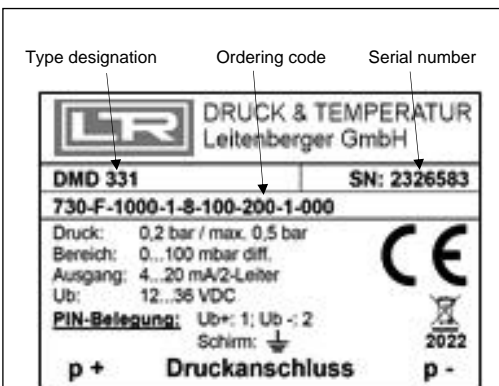 Type designation Ordering code Serial number
LTR DRUCK & TEMPERATUR
Leitenberger GmbH
DMD 331 SN: 2326583
730-F-1000-1-8-100-200-1-000
Druck: 0,2 bar / max. 0,5 bar
Bereich: 0...100 mbar diff.
Ausgang: 4...20 mA/2-Leiter
Ub: 12...36 VDC
PIN-Belegung: Ub+: 1; Ub -: 2
Schirm:
2022
p + Druckanschluss p -
CE